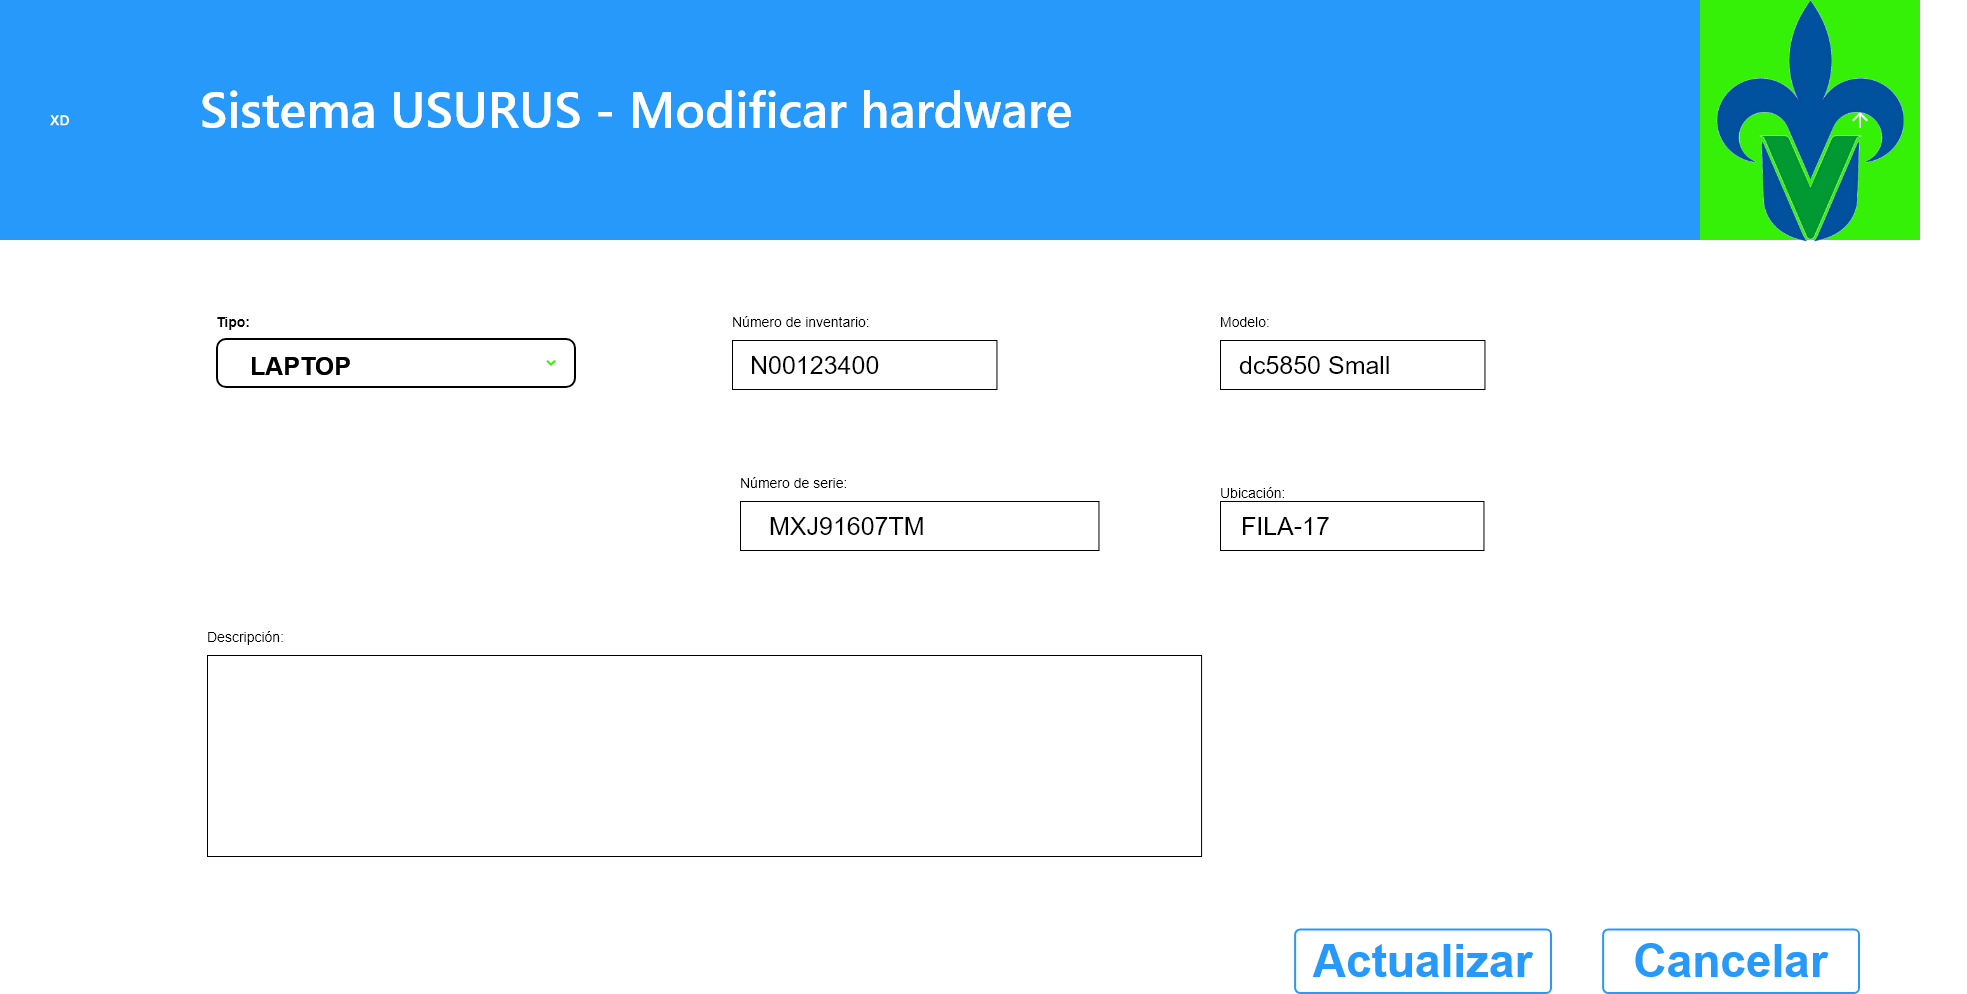 XD
Sistema USURUS - Modificar hardware
Tipo:
LAPTOP
Número de inventario:
N00123400
Modelo:
dc5850 Small
Número de serie:
MXJ91607TM
Ubicación:
FILA-17
Descripción:
Actualizar
Cancelar